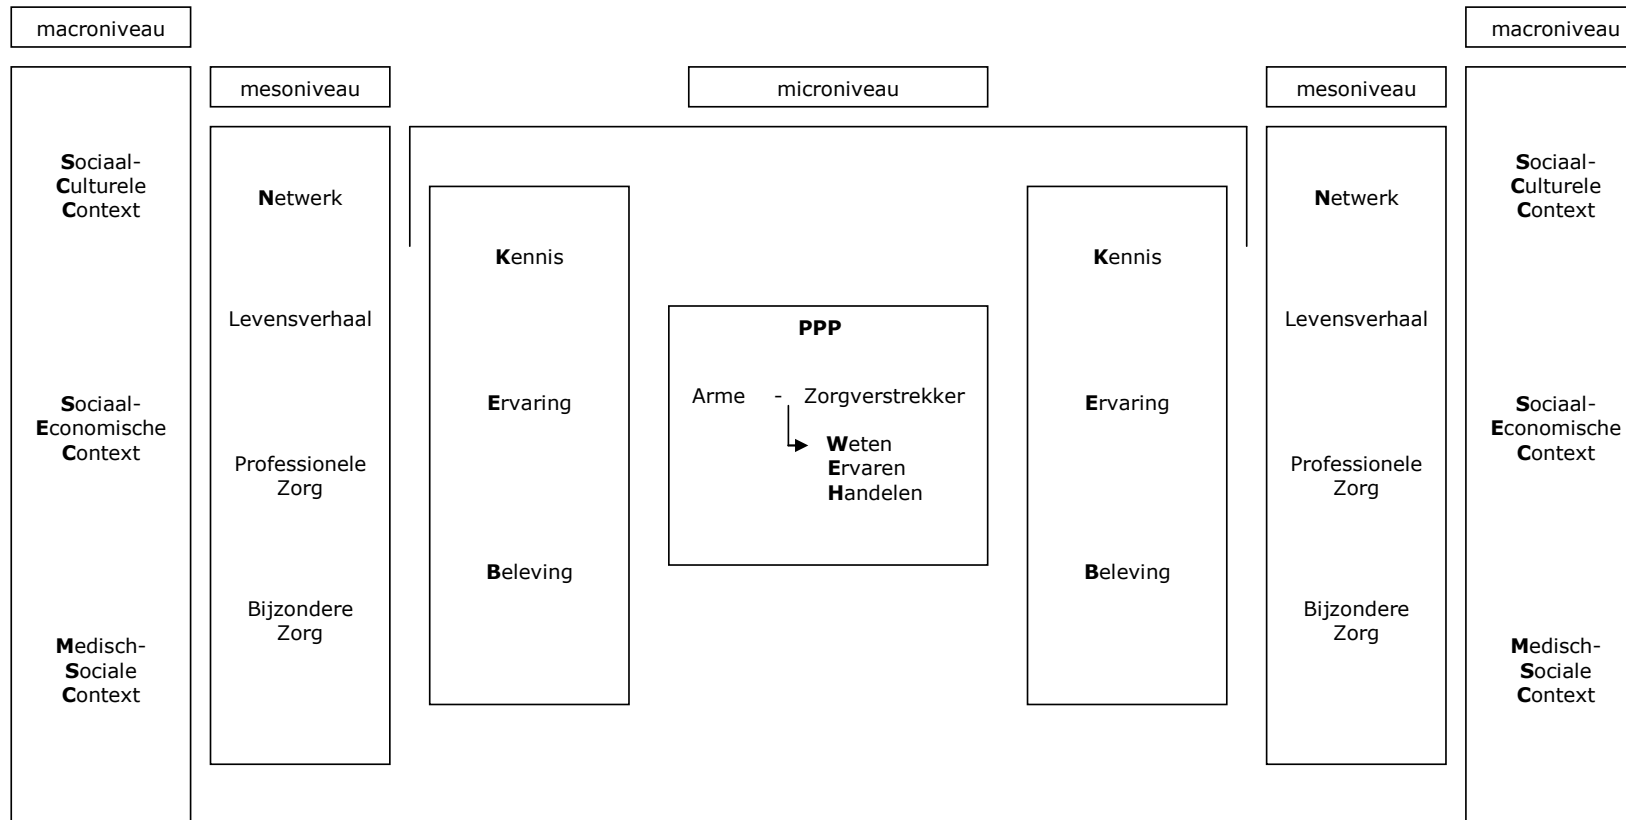 macroniveau
Sociaal-
Culturele
Context
Sociaal-
Economische
Context
Medisch-
Sociale
Context
mesoniveau
Netwerk
Levensverhaal
Professionele
Zorg
Bijzondere
Zorg
microniveau
Kennis
Ervaring
Beleving
PPP
Arme - Zorgverstrekker
Weten
Ervaren
Handelen
Kennis
Ervaring
Beleving
mesoniveau
Netwerk
Levensverhaal
Professionele
Zorg
Bijzondere
Zorg
macroniveau
Sociaal-
Culturele
Context
Sociaal-
Economische
Context
Medisch-
Sociale
Context